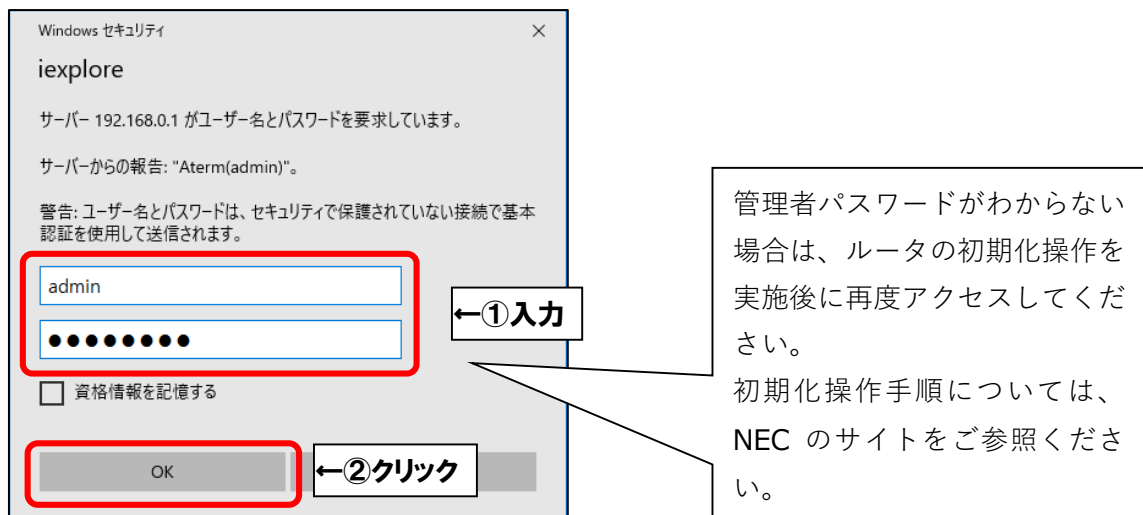 Windows セキュリティ
iexplore
サーバー 192.168.0.1 がユーザー名とパスワードを要求しています。
サーバーからの報告: "Aterm(admin)"。
警告: ユーザー名とパスワードは、セキュリティで保護されていない接続で基本
認証を使用して送信されます。
admin
●●●●●●●●
←①入力
資格情報を記憶する
OK
←②クリック
管理者パスワードがわからない
場合は、ルータの初期化操作を
実施後に再度アクセスしてくだ
さい。
初期化操作手順については、
NEC のサイトをご参照くださ
い。